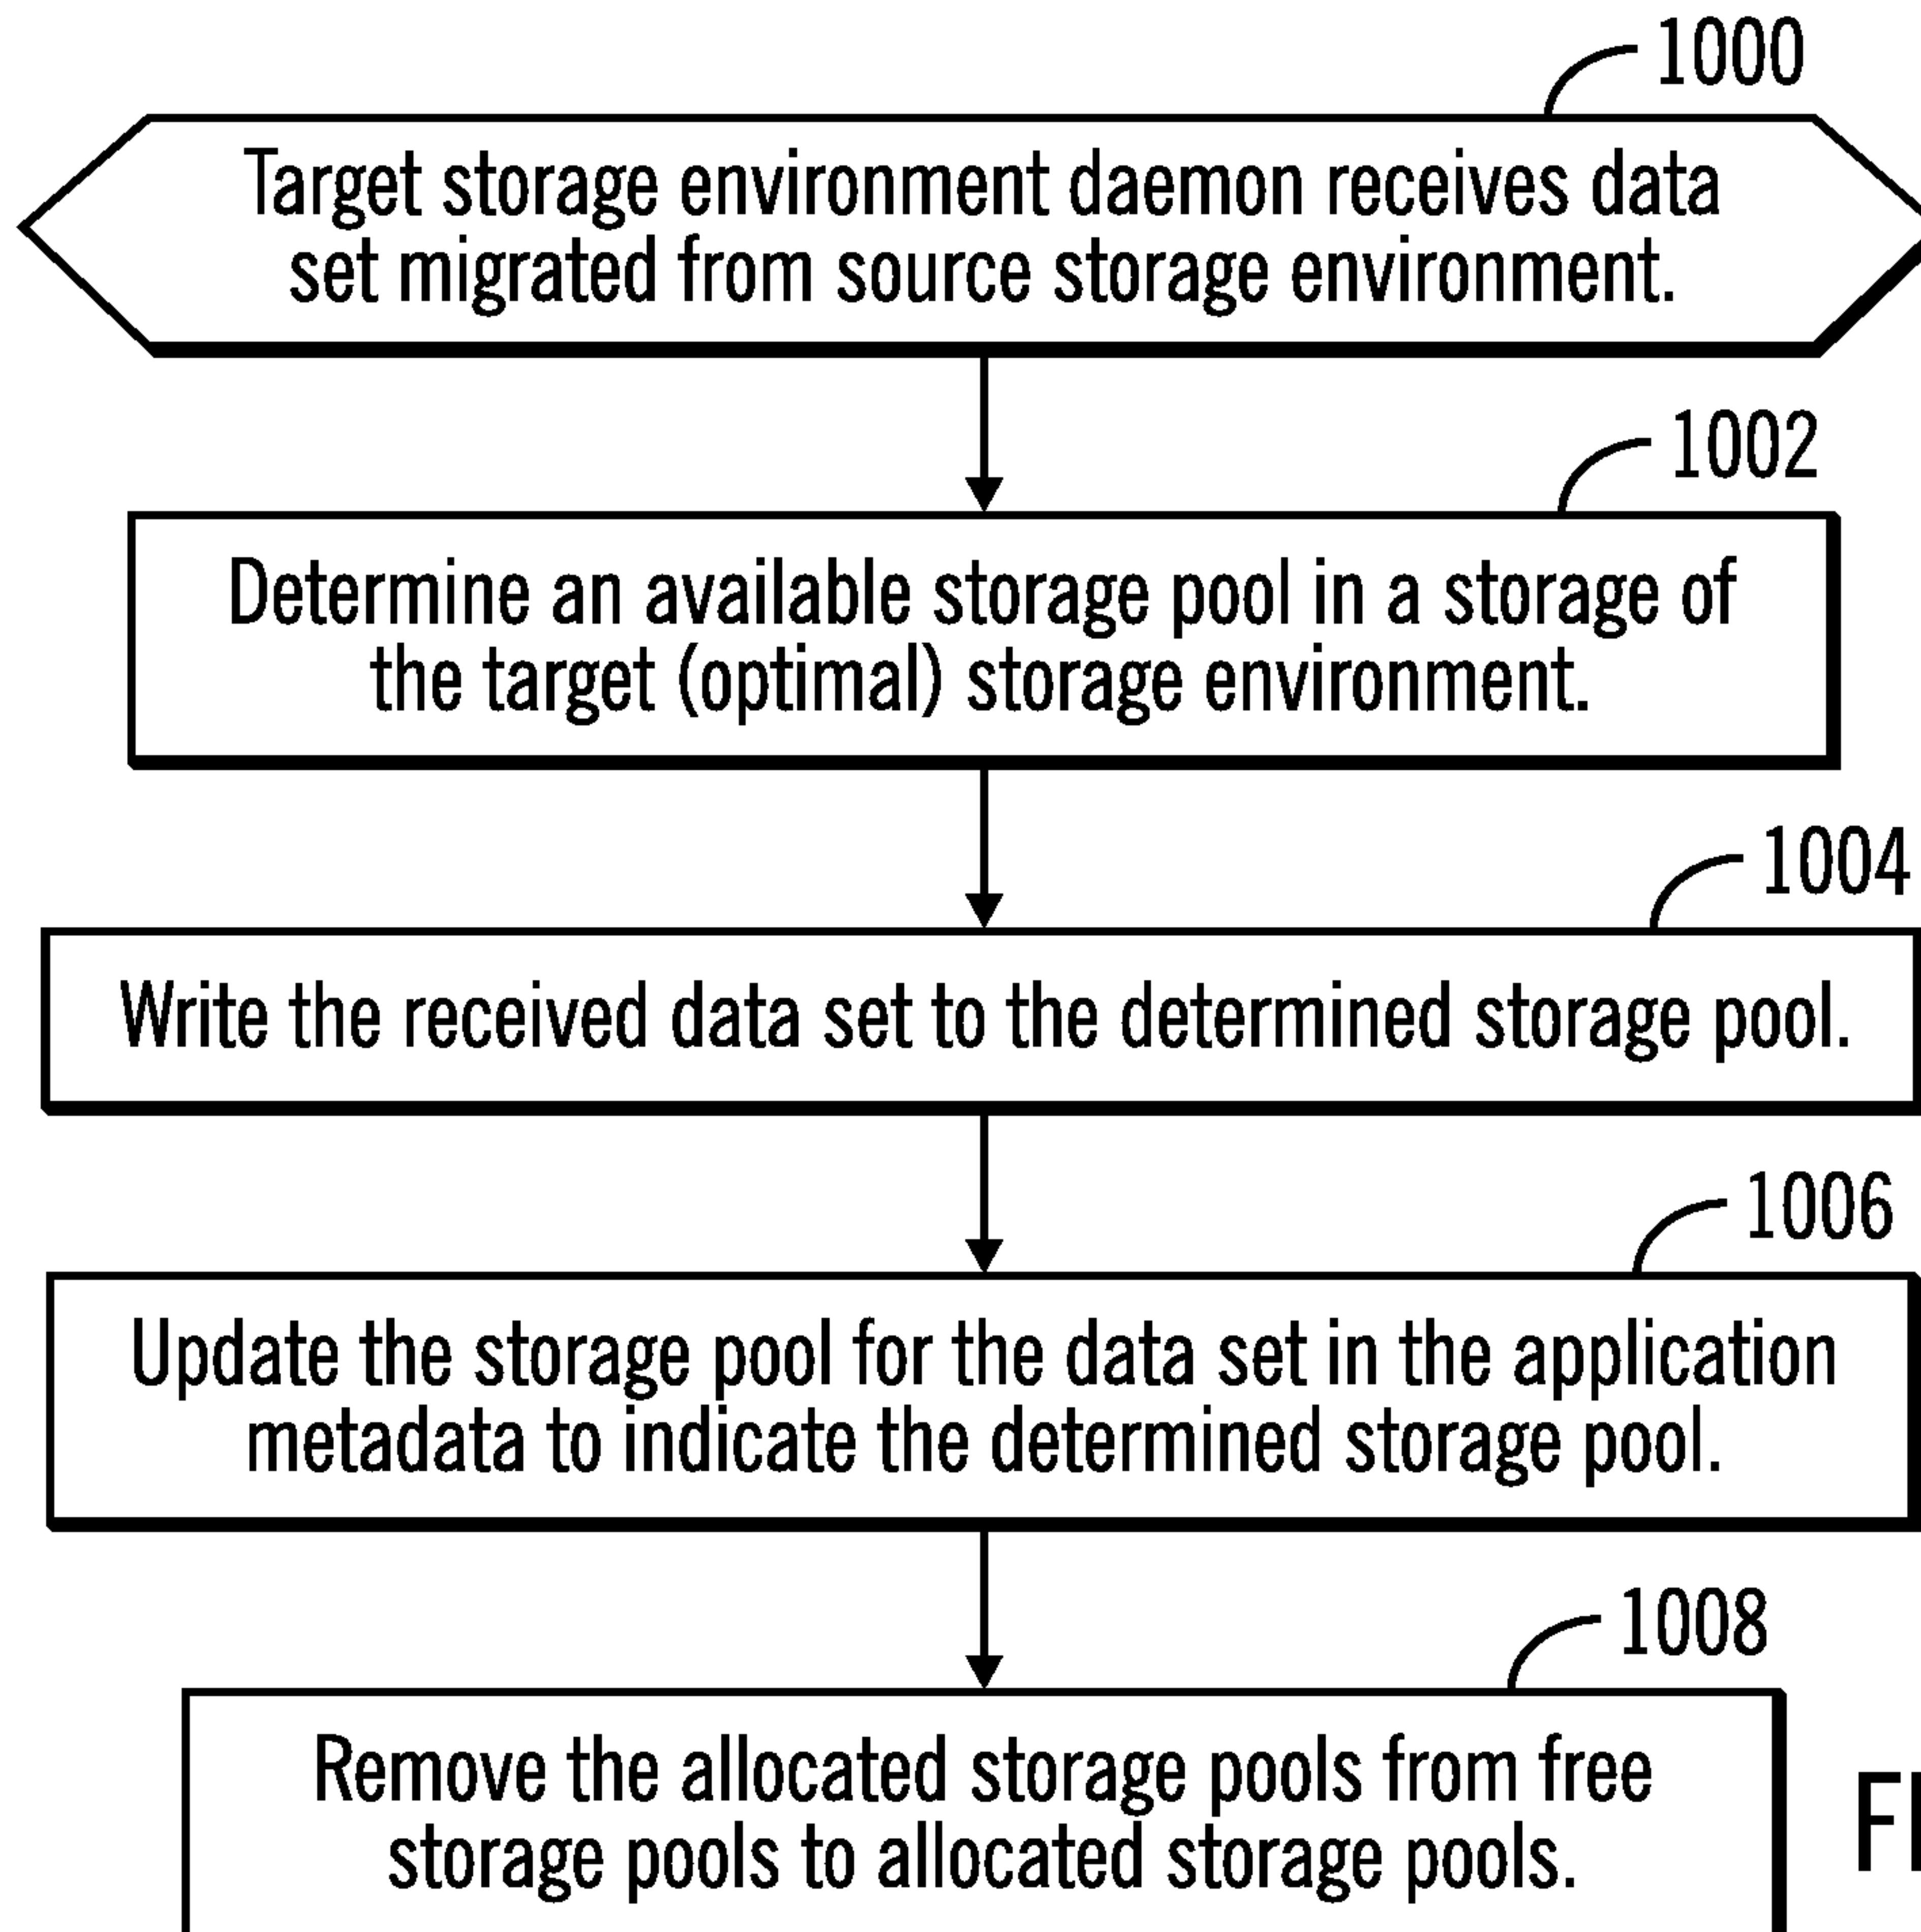 1000
Target storage environment daemon receives data
set migrated from source storage environment.
1002
Determine an available storage pool in a storage of
the target (optimal) storage environment.
1004
Write the received data set to the determined storage pool.
1006
Update the storage pool for the data set in the application
metadata to indicate the determined storage pool.
1008
Remove the allocated storage pools from free
storage pools to allocated storage pools.